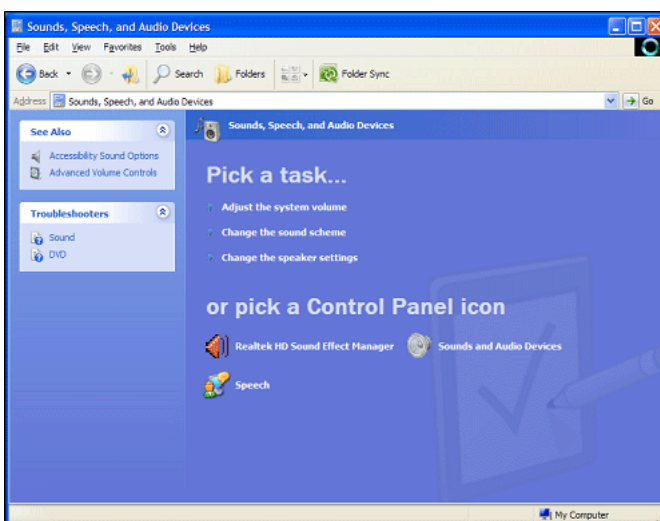 Sounds, Speech, and Audio Devices
File Edit View Favorites Tools Help
Back Search Folders Folder Sync
Address Sounds, Speech, and Audio Devices Go
See Also
Accessibility Sound Options
Advanced Volume Controls
Troubleshooters
Sound
DVD
Sounds, Speech, and Audio Devices
Pick a task...
Adjust the system volume
Change the sound scheme
Change the speaker settings
or pick a Control Panel icon
Realtek HD Sound Effect Manager Sounds and Audio Devices
Speech
My Computer